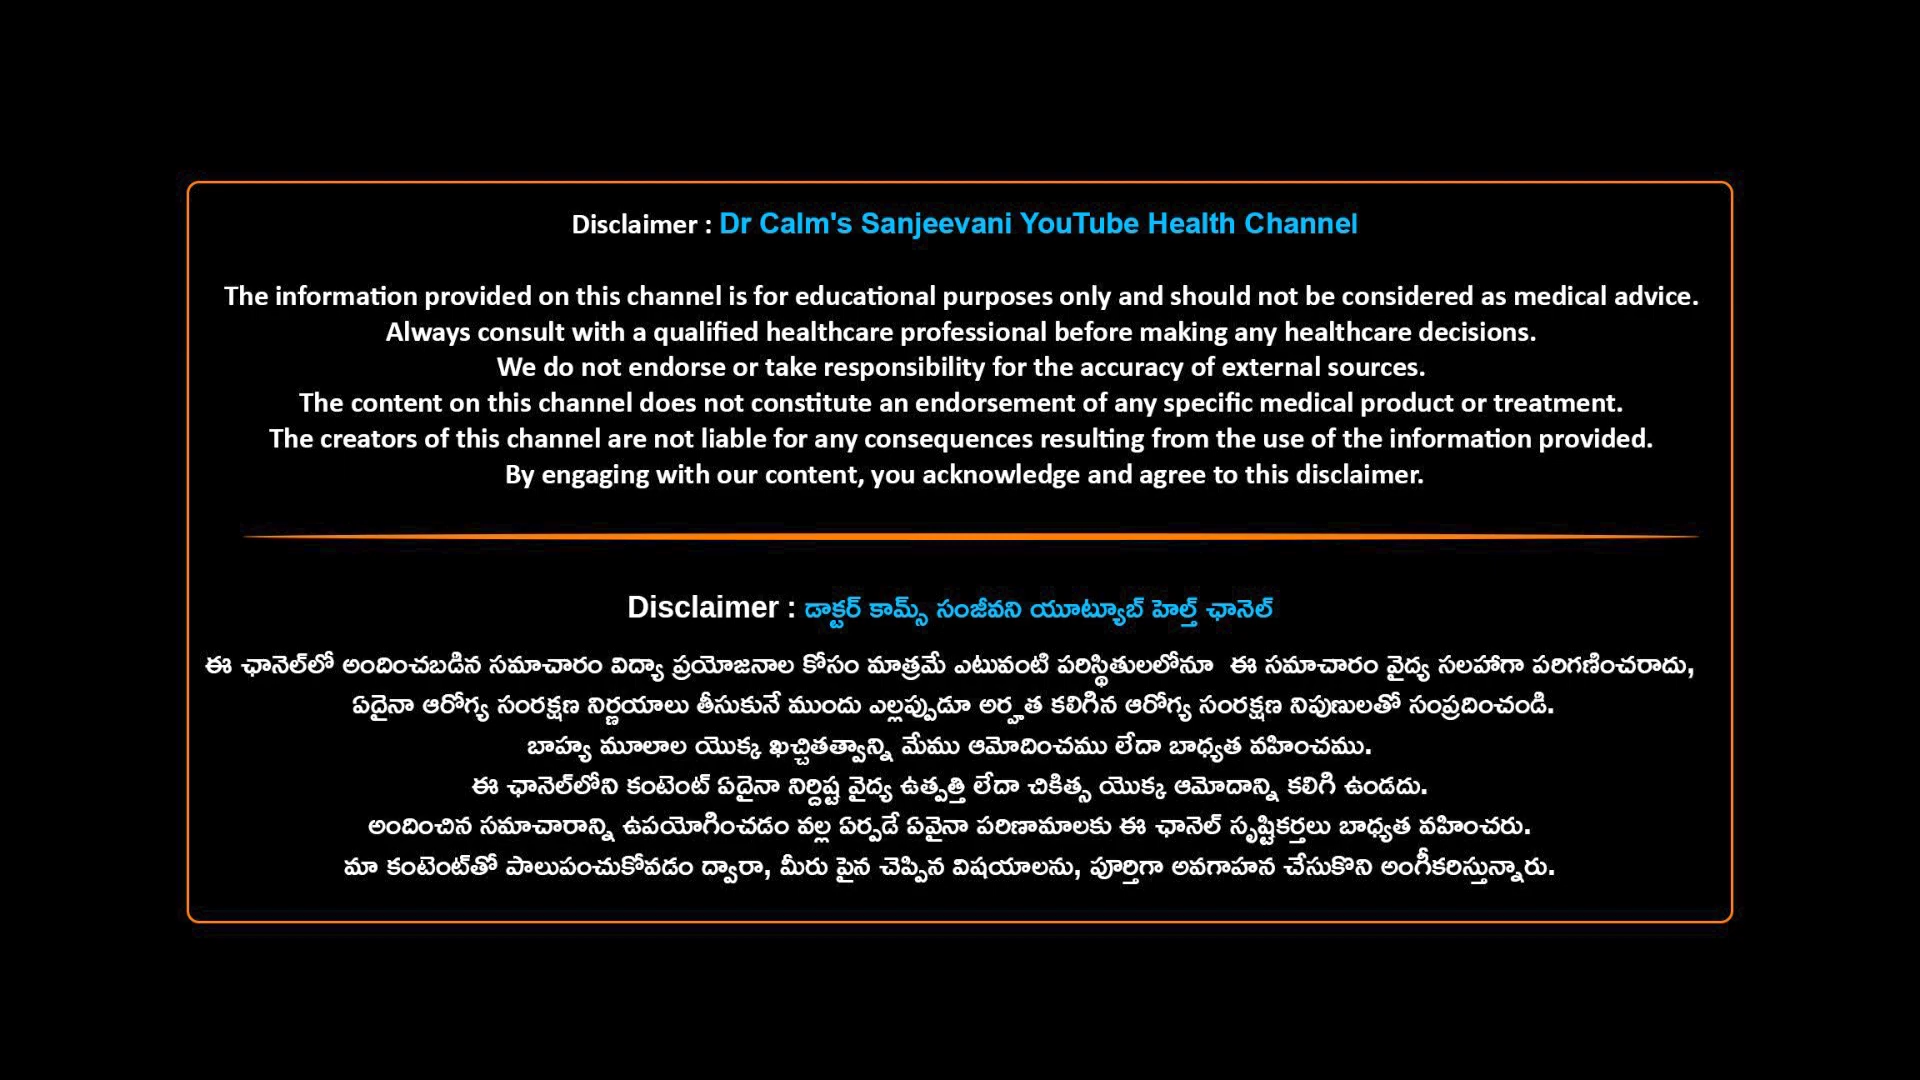 Disclaimer : Dr Calm's Sanjeevani YouTube Health Channel
The information provided on this channel is for educational purposes only and should not be considered as medical advice.
Always consult with a qualified healthcare professional before making any healthcare decisions.
We do not endorse or take responsibility for the accuracy of external sources.
The content on this channel does not constitute an endorsement of any specific medical product or treatment.
The creators of this channel are not liable for any consequences resulting from the use of the information provided.
By engaging with our content, you acknowledge and agree to this disclaimer.
Disclaimer : డాక్టర్ కామ్స్ సంజీవని యూట్యూబ్ హెల్త్ ఛానెల్
ఈ ఛానెల్‌లో అందించబడిన సమాచారం విద్యా ప్రయోజనాల కోసం మాత్రమే ఎటువంటి పరిస్థితులలోనూ ఈ సమాచారం వైద్య సలహాగా పరిగణించరాదు,
ఏదైనా ఆరోగ్య సంరక్షణ నిర్ణయాలు తీసుకునే ముందు ఎల్లప్పుడూ అర్హత కలిగిన ఆరోగ్య సంరక్షణ నిపుణులతో సంప్రదించండి.
బాహ్య మూలాల యొక్క ఖచ్చితత్వాన్ని మేము ఆమోదించము లేదా బాధ్యత వహించము.
ఈ ఛానెల్‌లోని కంటెంట్ ఏదైనా నిర్దిష్ట వైద్య ఉత్పత్తి లేదా చికిత్స యొక్క ఆమోదాన్ని కలిగి ఉండదు.
అందించిన సమాచారాన్ని ఉపయోగించడం వల్ల ఏర్పడే ఏవైనా పరిణామాలకు ఈ ఛానెల్ సృష్టికర్తలు బాధ్యత వహించరు.
మా కంటెంట్‌తో పాలుపంచుకోవడం ద్వారా, మీరు పైన చెప్పిన విషయాలను, పూర్తిగా అవగాహన చేసుకొని అంగీకరిస్తున్నారు.